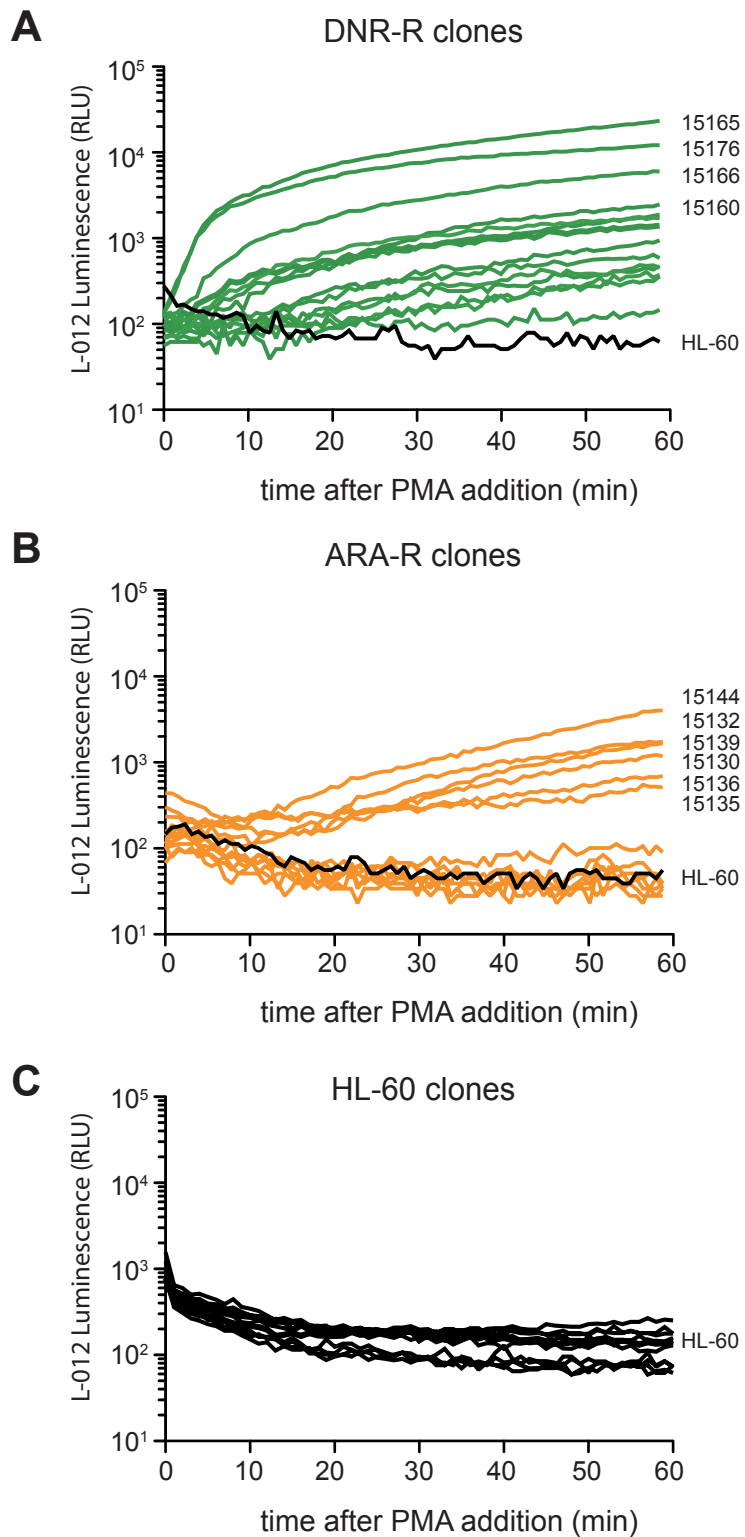 A
DNR-R clones
L-012 Luminescence (RLU)
10^5
10^4
10^3
10^2
10^1
15165
15176
15166
15160
HL-60
0 10 20 30 40 50 60
time after PMA addition (min)
B
ARA-R clones
L-012 Luminescence (RLU)
10^5
10^4
10^3
10^2
10^1
15144
15132
15139
15130
15136
15135
HL-60
0 10 20 30 40 50 60
time after PMA addition (min)
C
HL-60 clones
L-012 Luminescence (RLU)
10^5
10^4
10^3
10^2
10^1
HL-60
0 10 20 30 40 50 60
time after PMA addition (min)